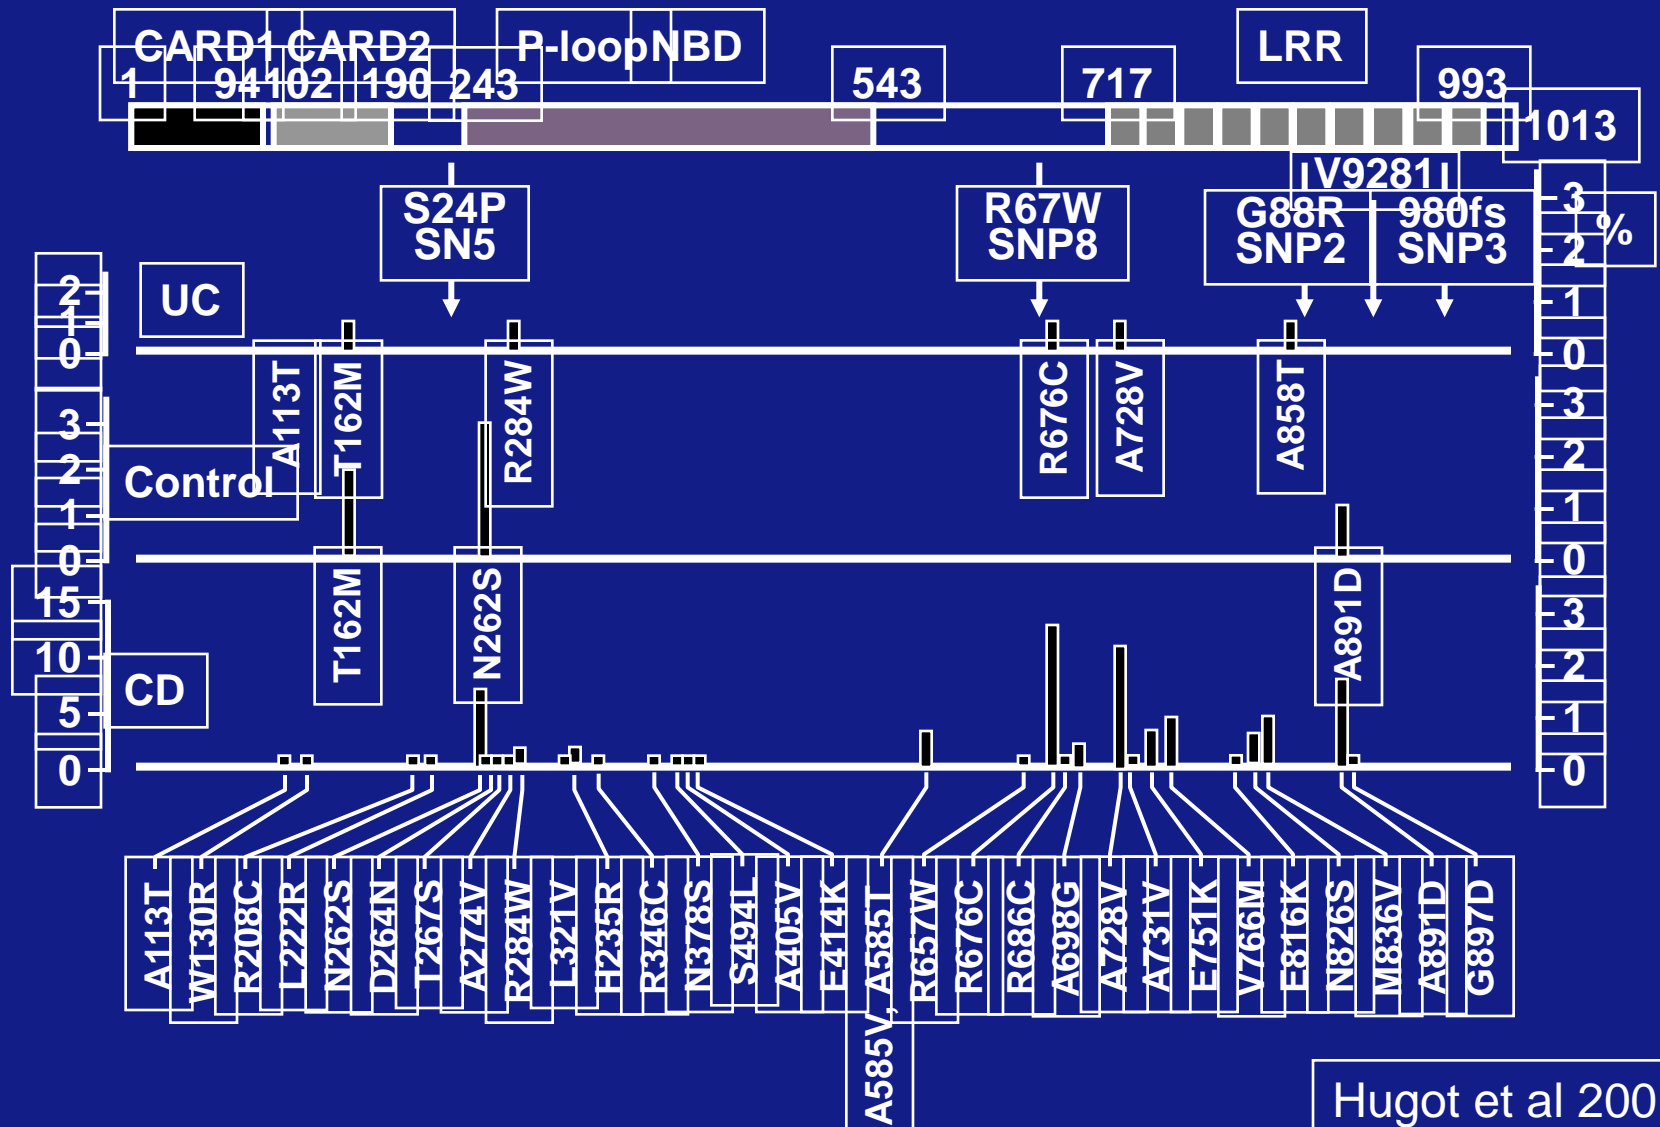 CARD1 CARD2 P-loop NBD LRR
1 94 102 190 243 543 717 993
1013
V9281
S24P
SN5
R67W
SNP8
G88R
SNP2
980fs
SNP3
%
3
2
1
0
2
1
0
UC
A113T
T162M
R284W
R676C
A728V
A858T
3
2
1
0
Control
3
2
1
0
T162M
N262S
A891D
15
10
5
0
CD
3
2
1
0
A113T
W130R
R208C
L222R
N262S
D264N
T267S
A274V
R284W
L321V
H235R
R346C
N378S
S494L
A405V
E414K
A585V, A585T
R657W
R676C
R686C
A698G
A728V
A731V
E751K
V766M
E816K
N826S
M836V
A891D
G897D
Hugot et al 200